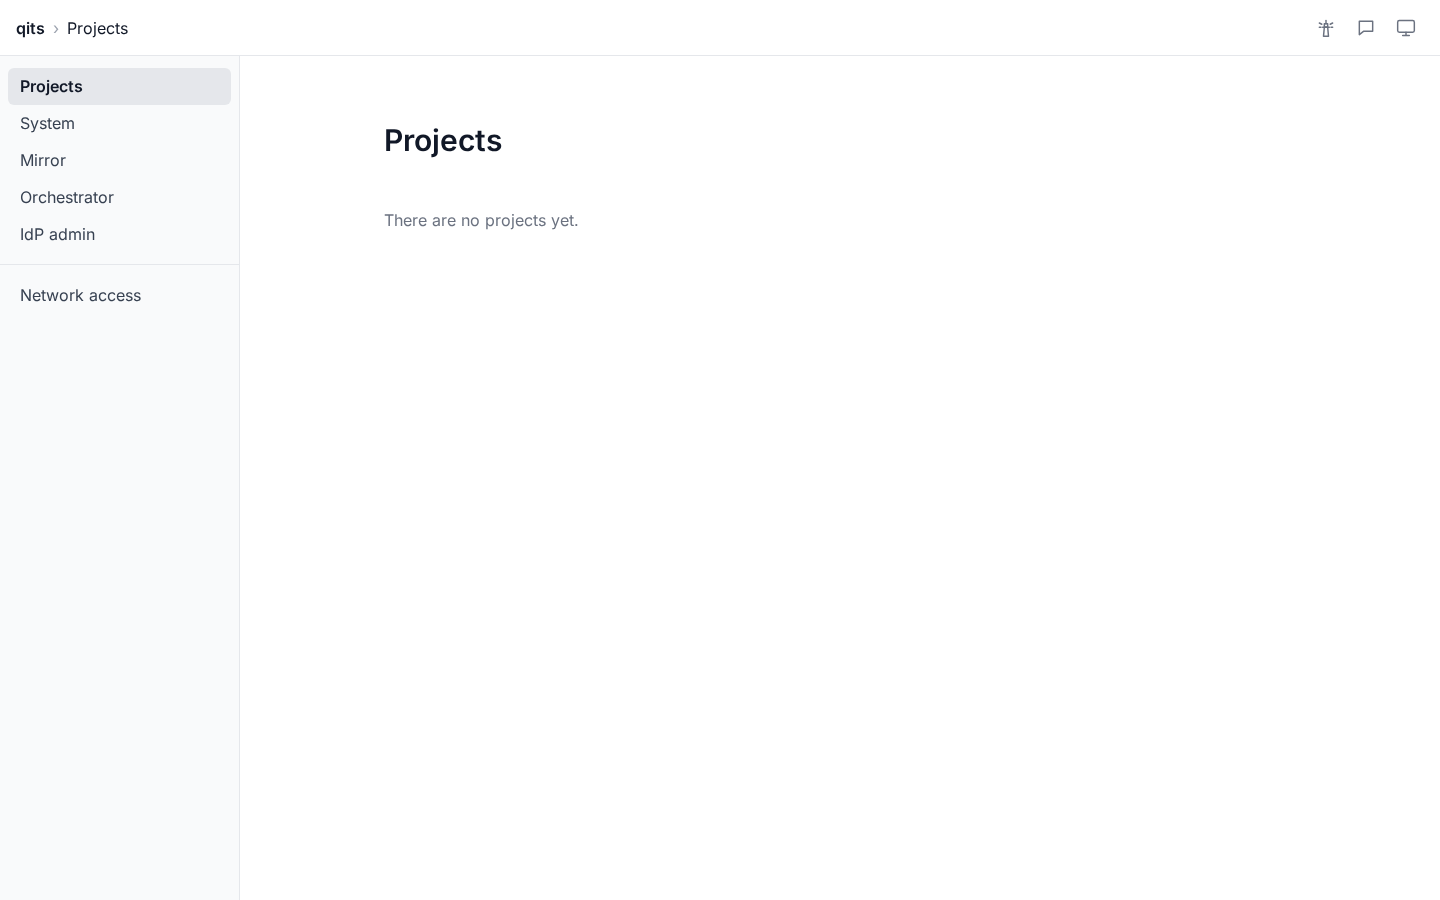 qits › Projects
Projects
System
Mirror
Orchestrator
IdP admin
Network access
Projects
There are no projects yet.